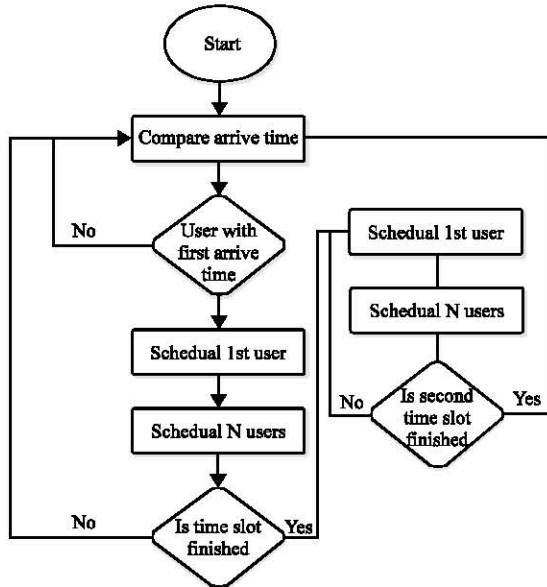 Start
Compare arrive time
No
User with
first arrive
time
Schedual 1st user
Schedual N users
No
Is time slot
finished
Yes
Schedual 1st user
Schedual N users
No
Is second
time slot
finished
Yes